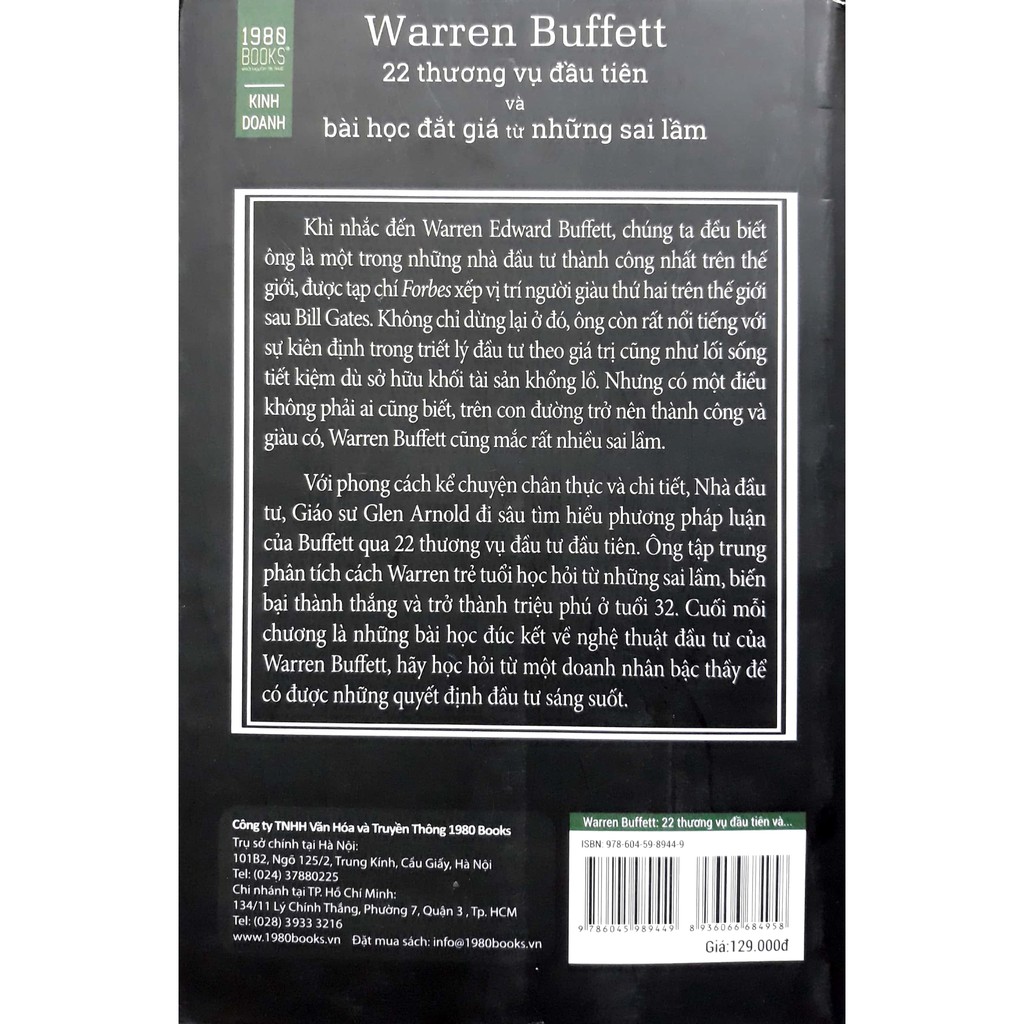 1980
BOOKS
KINH
DOANH
Warren Buffett
22 thương vụ đầu tiên
và
bài học đắt giá từ những sai lầm
Khi nhắc đến Warren Edward Buffett, chúng ta đều biết
ông là một trong những nhà đầu tư thành công nhất trên thế
giới, được tạp chí Forbes xếp vị trí người giàu thứ hai trên thế giới
sau Bill Gates. Không chỉ dừng lại ở đó, ông còn rất nổi tiếng với
sự kiên định trong triết lý đầu tư theo giá trị cũng như lối sống
tiết kiệm dù sở hữu khối tài sản khổng lồ. Nhưng có một điều
không phải ai cũng biết, trên con đường trở nên thành công và
giàu có, Warren Buffett cũng mắc rất nhiều sai lầm.
Với phong cách kể chuyện chân thực và chi tiết, Nhà đầu
tư, Giáo sư Glen Arnold đi sâu tìm hiểu phương pháp luận
của Buffett qua 22 thương vụ đầu tư đầu tiên. Ông tập trung
phân tích cách Warren trẻ tuổi học hỏi từ những sai lầm, biến
bại thành thắng và trở thành triệu phú ở tuổi 32. Cuối mỗi
chương là những bài học đúc kết về nghệ thuật đầu tư của
Warren Buffett, hãy học hỏi từ một doanh nhân bậc thầy để
có được những quyết định đầu tư sáng suốt.
Công ty TNHH Văn Hóa và Truyền Thông 1980 Books
Trụ sở chính tại Hà Nội:
101B2, Ngõ 125/2, Trung Kính, Cầu Giấy, Hà Nội
Tel: (024) 37880225
Chi nhánh tại TP. Hồ Chí Minh:
134/11 Lý Chính Thắng, Phường 7, Quận 3 , Tp. HCM
Tel: (028) 3933 3216
www.1980books.vn Đặt mua sách: info@1980books.vn
Warren Buffett: 22 thương vụ đầu tiên và...
ISBN: 978-604-59-8944-9
9 786045 989449
8 936066 684958
Giá:129.000đ